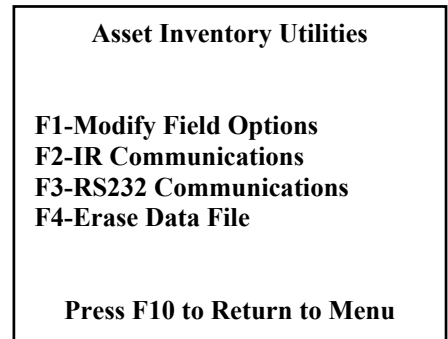 Asset Inventory Utilities
F1-Modify Field Options
F2-IR Communications
F3-RS232 Communications
F4-Erase Data File
Press F10 to Return to Menu